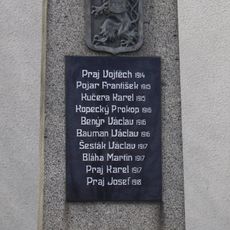 Praj Vojtěch 1914
Pojar František 1915
Kučera Karel 1915
Kopecký Prokop 1916
Benýr Václav 1916
Bauman Václav 1916
Šesták Václav 1917
Bláha Martin 1917
Praj Karel 1917
Praj Josef 1918